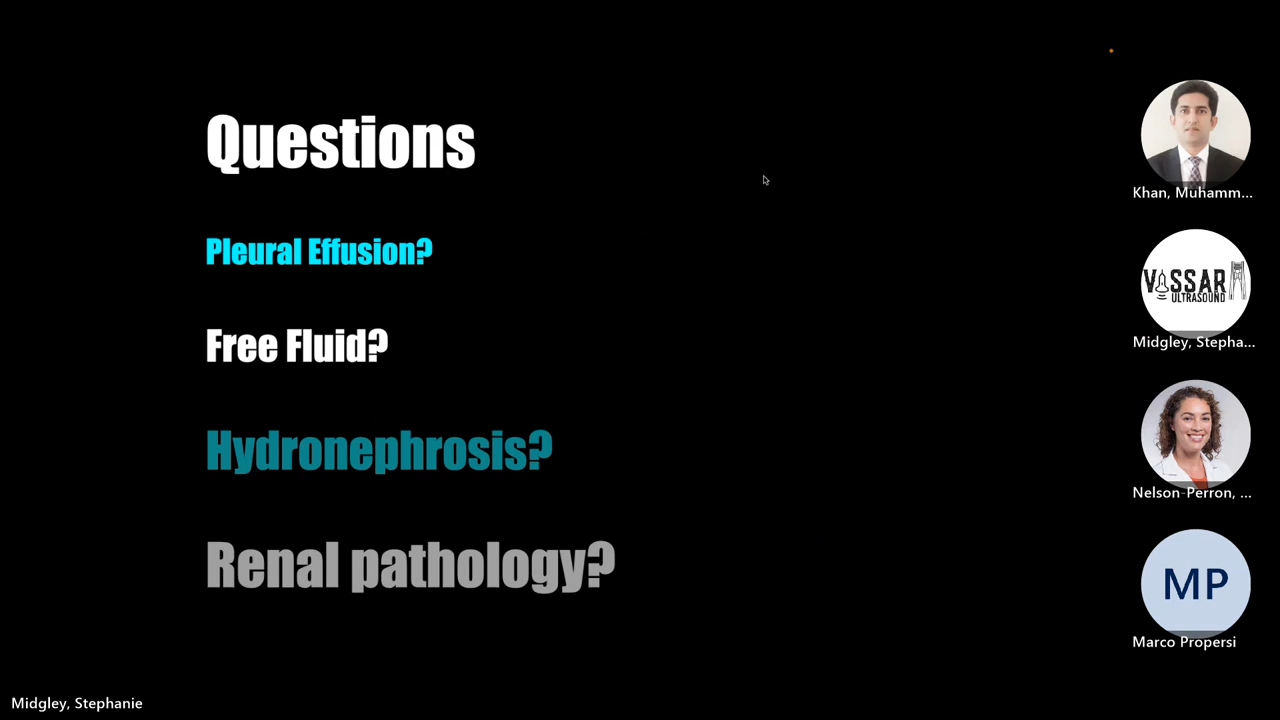 Questions
Pleural Effusion?
Free Fluid?
Hydronephrosis?
Renal pathology?
Khan, Muhamm...
VASSAR
ULTRASOUND
Midgley, Stepha...
Nelson-Perron, ...
MP
Marco Propersi
Midgley, Stephanie